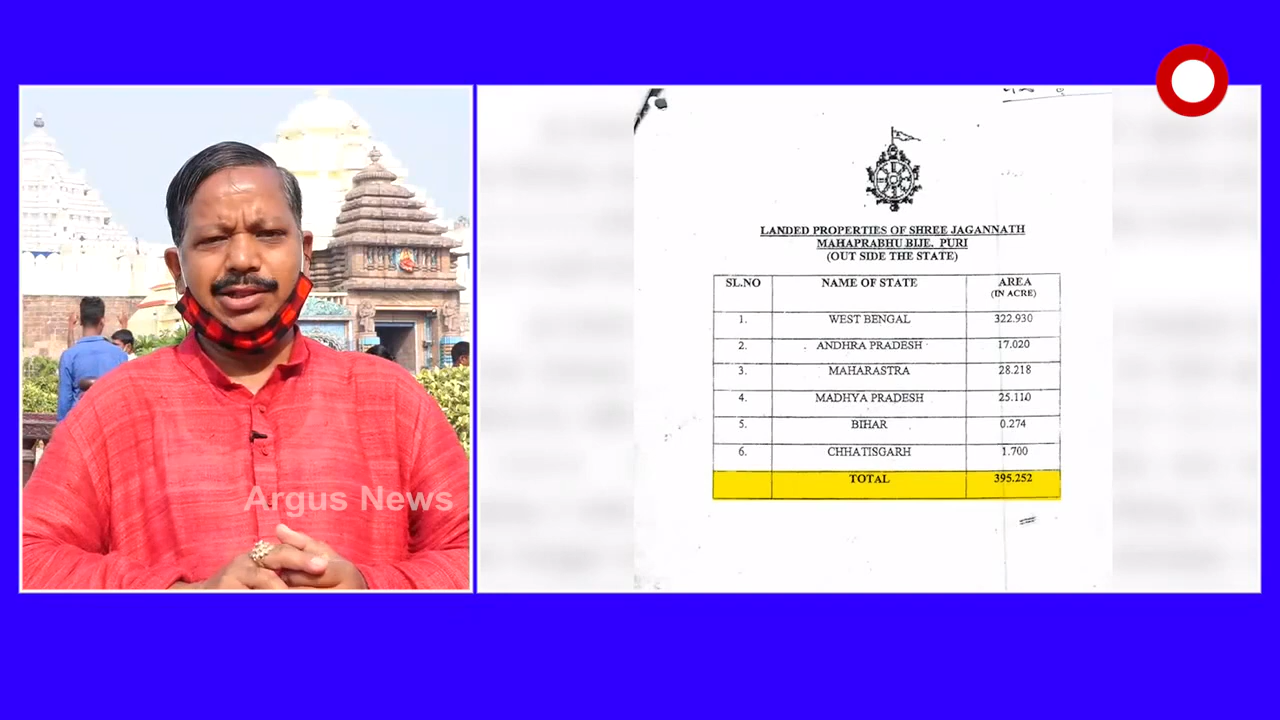 Argus News
LANDED PROPERTIES OF SHREE JAGANNATH
MAHAPRABHU BIJE, PURI
(OUT SIDE THE STATE)
SL.NO NAME OF STATE AREA
(IN ACRE)
1. WEST BENGAL 322.930
2. ANDHRA PRADESH 17.020
3. MAHARASTRA 28.218
4. MADHYA PRADESH 25.110
5. BIHAR 0.274
6. CHHATISGARH 1.700
TOTAL 395.252